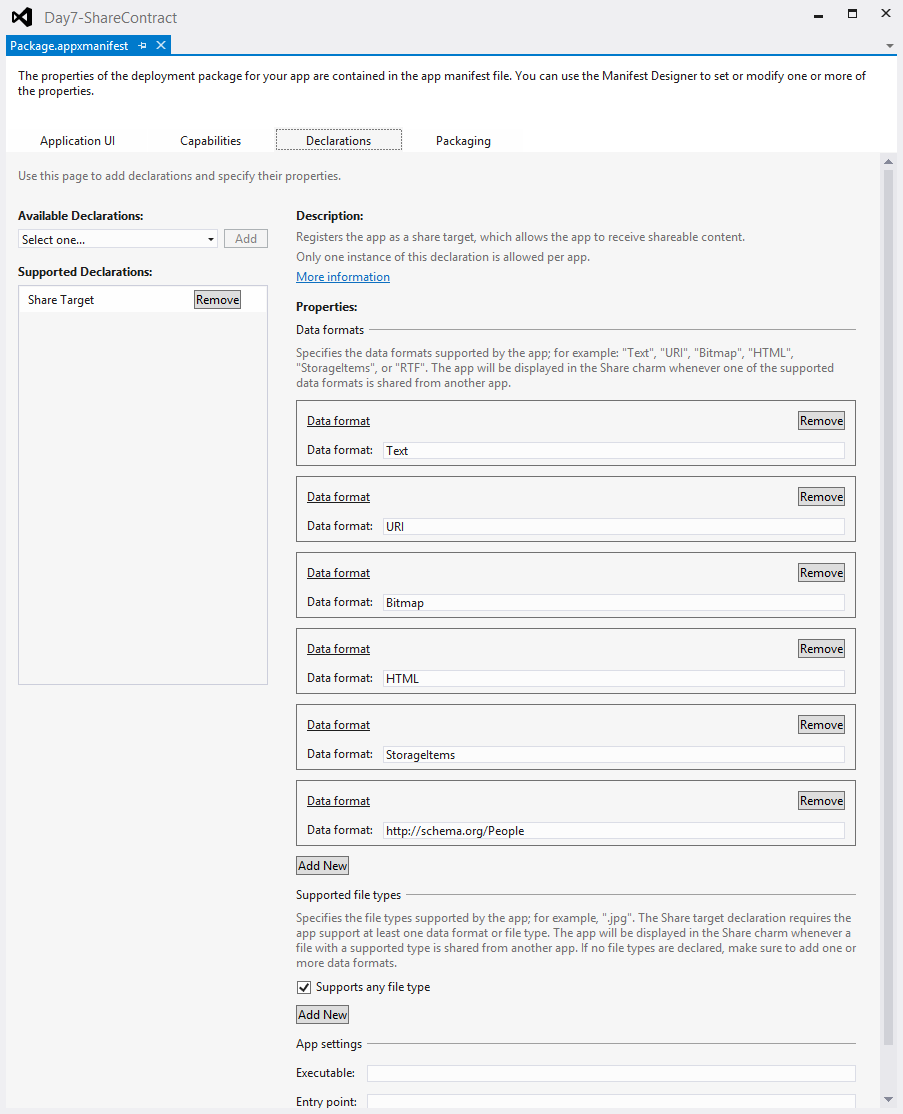 Day7-ShareContract
Package.appxmanifest
The properties of the deployment package for your app are contained in the app manifest file. You can use the Manifest Designer to set or modify one or more of
the properties.
Application UI
Capabilities
Declarations
Packaging
Use this page to add declarations and specify their properties.
Available Declarations:
Select one...
Add
Supported Declarations:
Share Target
Remove
Description:
Registers the app as a share target, which allows the app to receive shareable content.
Only one instance of this declaration is allowed per app.
More information
Properties:
Data formats
Specifies the data formats supported by the app; for example: "Text", "URI", "Bitmap", "HTML",
"StorageItems", or "RTF". The app will be displayed in the Share charm whenever one of the supported
data formats is shared from another app.
Data format
Remove
Data format: Text
Data format
Remove
Data format: URI
Data format
Remove
Data format: Bitmap
Data format
Remove
Data format: HTML
Data format
Remove
Data format: StorageItems
Data format
Remove
Data format: http://schema.org/People
Add New
Supported file types
Specifies the file types supported by the app; for example, ".jpg". The Share target declaration requires the
app support at least one data format or file type. The app will be displayed in the Share charm whenever a
file with a supported type is shared from another app. If no file types are declared, make sure to add one or
more data formats.
Supports any file type
Add New
App settings
Executable:
Entry point: